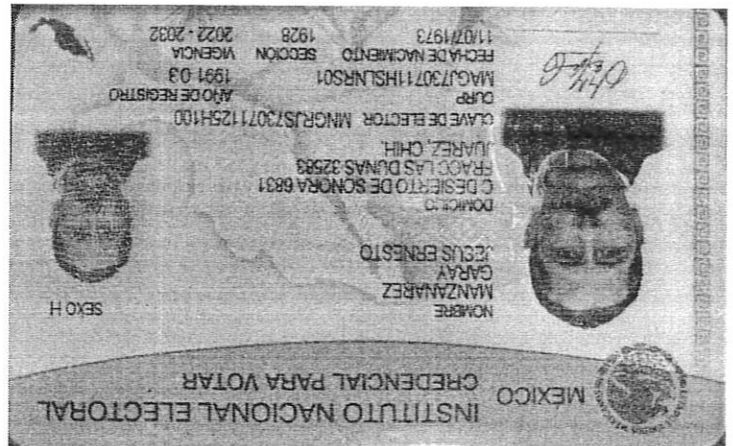 MÉXICO
INSTITUTO NACIONAL ELECTORAL
CREDENCIAL PARA VOTAR
NOMBRE
MANZANAREZ
GARAY
JESUS ERNESTO
SEXO H
DOMICILIO
C DESIERTO DE SONORA 6831
FRACC LAS DUNAS 32583
JUAREZ, CHIH.
CLAVE DE ELECTOR MNGRJS73071125H100
CURP
MAGJ730711HSLNRS01
AÑO DE REGISTRO
1991 03
FECHA DE NACIMIENTO
11/07/1973
SECCIÓN
1928
VIGENCIA
2022 - 2032